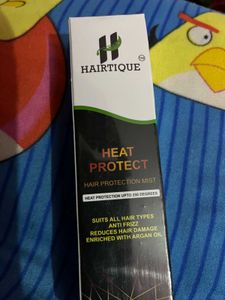 H
HAIRTIQUE
HEAT
PROTECT
HAIR PROTECTION MIST
HEAT PROTECTION UPTO 250 DEGREES
SUITS ALL HAIR TYPES
ANTI FRIZZ
REDUCES HAIR DAMAGE
ENRICHED WITH ARGAN OIL